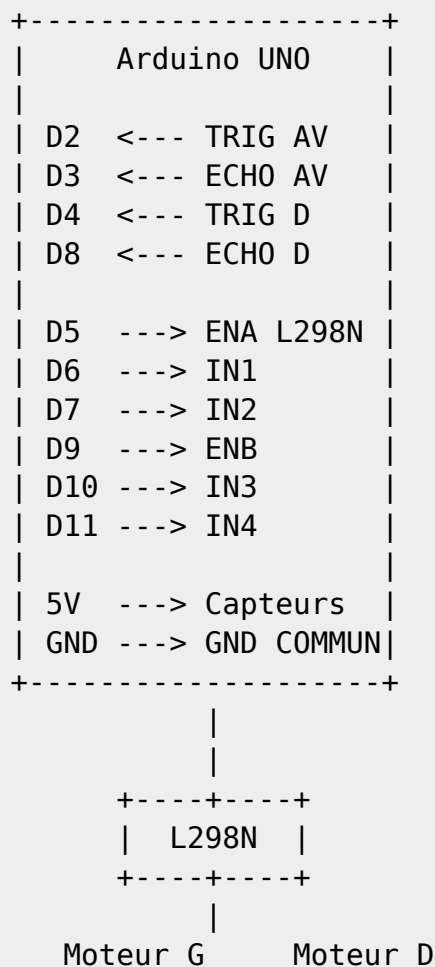 +--------------------+
|     Arduino UNO    |
|                    |
| D2  <--- TRIG AV   |
| D3  <--- ECHO AV   |
| D4  <--- TRIG D    |
| D8  <--- ECHO D    |
|                    |
| D5  ---> ENA L298N |
| D6  ---> IN1       |
| D7  ---> IN2       |
| D9  ---> ENB       |
| D10 ---> IN3       |
| D11 ---> IN4       |
|                    |
| 5V  ---> Capteurs  |
| GND ---> GND COMMUN|
+--------------------+
           |
           |
      +----+----+
      |  L298N  |
      +----+----+
           |
   Moteur G     Moteur D